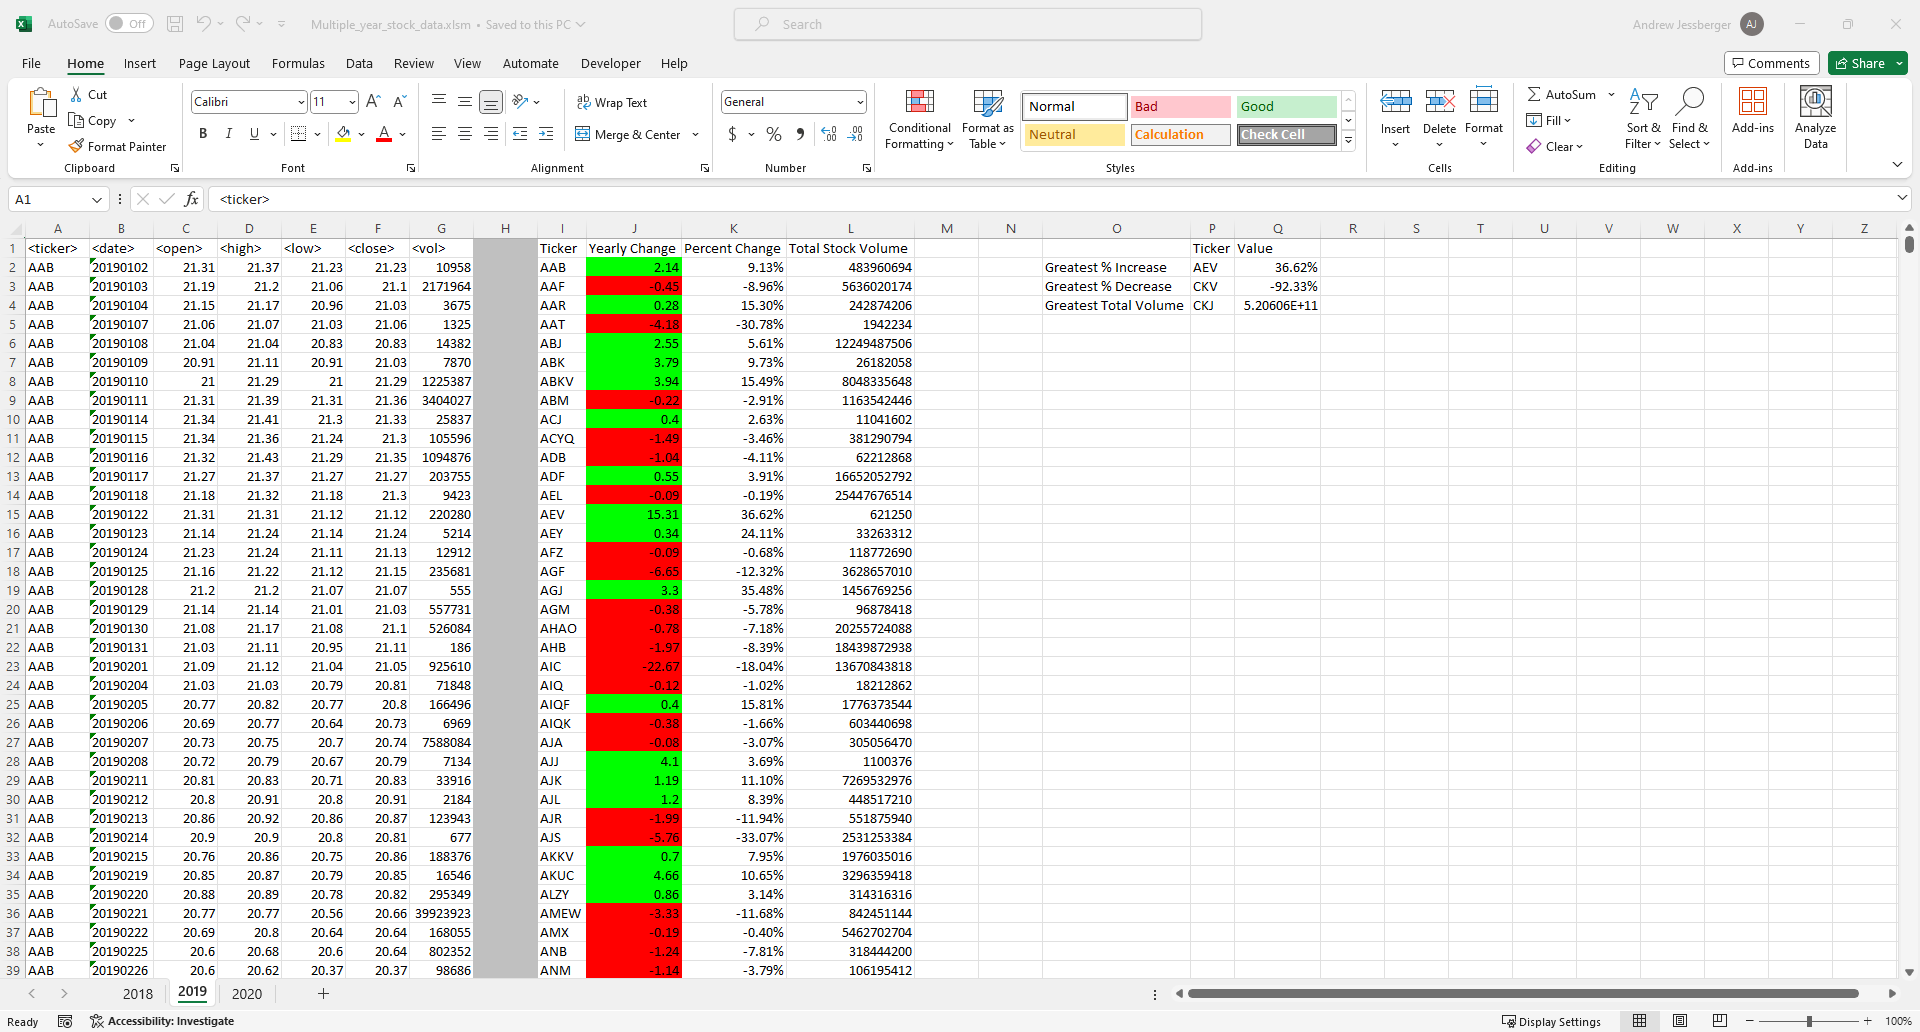 AutoSave Off Multiple_year_stock_data.xlsm • Saved to this PC Search Andrew Jessberger AJ
File Home Insert Page Layout Formulas Data Review View Automate Developer Help Comments Share
Paste Cut Copy Format Painter Clipboard
Calibri 11 B I U A Font
Wrap Text Merge & Center Alignment
General $ % Number
Conditional Formatting Format as Table Normal Bad Good Neutral Calculation Check Cell Styles
Insert Delete Format Cells
AutoSum Fill Clear Sort & Filter Find & Select Editing
Add-ins Add-ins Analyze Data
A1 fx <ticker>
A B C D E F G H I J K L M N O P Q R S T U V W X Y Z
1 <ticker> <date> <open> <high> <low> <close> <vol> Ticker Yearly Change Percent Change Total Stock Volume Ticker Value
2 AAB 20190102 21.31 21.37 21.23 21.23 10958 AAB 2.14 9.13% 483960694 Greatest % Increase AEV 36.62%
3 AAB 20190103 21.19 21.2 21.06 21.1 2171964 AAF -0.45 -8.96% 5636020174 Greatest % Decrease CKV -92.33%
4 AAB 20190104 21.15 21.17 20.96 21.03 3675 AAR 0.28 15.30% 242874206 Greatest Total Volume CKJ 5.20606E+11
5 AAB 20190107 21.06 21.07 21.03 21.06 1325 AAT -4.18 -30.78% 1942234
6 AAB 20190108 21.04 21.04 20.83 20.83 14382 ABJ 2.55 5.61% 12249487506
7 AAB 20190109 20.91 21.11 20.91 21.03 7870 ABK 3.79 9.73% 26182058
8 AAB 20190110 21 21.29 21 21.29 1225387 ABKV 3.94 15.49% 8048335648
9 AAB 20190111 21.31 21.39 21.31 21.36 3404027 ABM -0.22 -2.91% 1163542446
10 AAB 20190114 21.34 21.41 21.3 21.33 25837 ACJ 0.4 2.63% 11041602
11 AAB 20190115 21.34 21.36 21.24 21.3 105596 ACYQ -1.49 -3.46% 381290794
12 AAB 20190116 21.32 21.43 21.29 21.35 1094876 ADB -1.04 -4.11% 62212868
13 AAB 20190117 21.27 21.37 21.27 21.27 203755 ADF 0.55 3.91% 16652052792
14 AAB 20190118 21.18 21.32 21.18 21.3 9423 AEL -0.09 -0.19% 25447676514
15 AAB 20190122 21.31 21.31 21.12 21.12 220280 AEV 15.31 36.62% 621250
16 AAB 20190123 21.14 21.24 21.14 21.24 5214 AEY 0.34 24.11% 33263312
17 AAB 20190124 21.23 21.24 21.11 21.13 12912 AFZ -0.09 -0.68% 118772690
18 AAB 20190125 21.16 21.22 21.12 21.15 235681 AGF -6.65 -12.32% 3628657010
19 AAB 20190128 21.2 21.2 21.07 21.07 555 AGJ 3.3 35.48% 1456769256
20 AAB 20190129 21.14 21.14 21.01 21.03 557731 AGM -0.38 -5.78% 96878418
21 AAB 20190130 21.08 21.17 21.08 21.1 526084 AHAO -0.78 -7.18% 20255724088
22 AAB 20190131 21.03 21.11 20.95 21.11 186 AHB -1.97 -8.39% 18439872938
23 AAB 20190201 21.09 21.12 21.04 21.05 925610 AIC -22.67 -18.04% 13670843818
24 AAB 20190204 21.03 21.03 20.79 20.81 71848 AIQ -0.12 -1.02% 18212862
25 AAB 20190205 20.77 20.82 20.77 20.8 166496 AIQF 0.4 15.81% 1776373544
26 AAB 20190206 20.69 20.77 20.64 20.73 6969 AIQK -0.38 -1.66% 603440698
27 AAB 20190207 20.73 20.75 20.7 20.74 7588084 AJA -0.08 -3.07% 305056470
28 AAB 20190208 20.72 20.79 20.67 20.79 7134 AJJ 4.1 3.69% 1100376
29 AAB 20190211 20.81 20.83 20.71 20.83 33916 AJK 1.19 11.10% 7269532976
30 AAB 20190212 20.8 20.91 20.8 20.91 2184 AJL 1.2 8.39% 448517210
31 AAB 20190213 20.86 20.92 20.86 20.87 123943 AJR -1.99 -11.94% 551875940
32 AAB 20190214 20.9 20.9 20.8 20.81 677 AJS -5.76 -33.07% 2531253384
33 AAB 20190215 20.76 20.86 20.75 20.86 188376 AKKV 0.7 7.95% 1976035016
34 AAB 20190219 20.85 20.87 20.79 20.85 16546 AKUC 4.66 10.65% 3296359418
35 AAB 20190220 20.88 20.89 20.78 20.82 295349 ALZY 0.86 3.14% 314316316
36 AAB 20190221 20.77 20.77 20.56 20.66 39923923 AMEW -3.33 -11.68% 842451144
37 AAB 20190222 20.69 20.8 20.64 20.64 168055 AMX -0.19 -0.40% 5462702704
38 AAB 20190225 20.6 20.68 20.6 20.64 802352 ANB -1.24 -7.81% 318444200
39 AAB 20190226 20.6 20.62 20.37 20.37 98686 ANM -1.14 -3.79% 106195412
2018 2019 2020
Ready Accessibility: Investigate Display Settings 100%